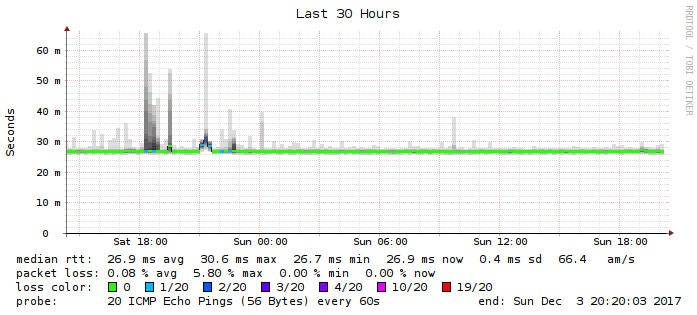 Last 30 Hours
RRDTOOL / TOBI OETIKER
Seconds
60 m
50 m
40 m
30 m
20 m
10 m
0
Sat 18:00 Sun 00:00 Sun 06:00 Sun 12:00 Sun 18:00
median rtt: 26.9 ms avg 30.6 ms max 26.7 ms min 26.9 ms now 0.4 ms sd 66.4 am/s
packet loss: 0.08 % avg 5.80 % max 0.00 % min 0.00 % now
loss color: 0 1/20 2/20 3/20 4/20 10/20 19/20
probe: 20 ICMP Echo Pings (56 Bytes) every 60s end: Sun Dec 3 20:20:03 2017